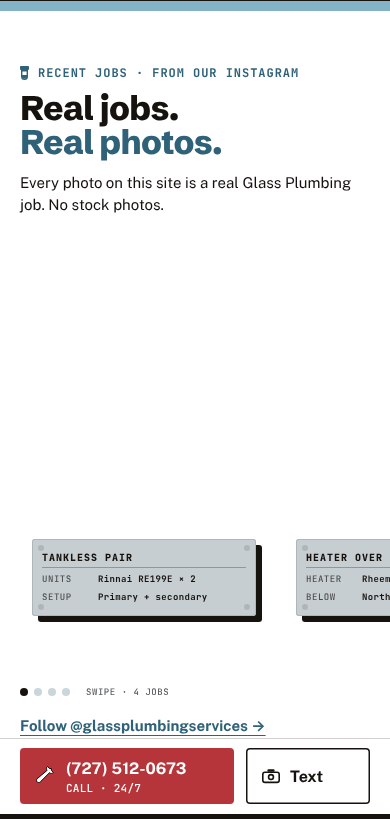 RECENT JOBS · FROM OUR INSTAGRAM
Real jobs.
Real photos.
Every photo on this site is a real Glass Plumbing
job. No stock photos.
TANKLESS PAIR
UNITS Rinnai RE199E × 2
SETUP Primary + secondary
HEATER OVER
HEATER Rheem
BELOW North
SWIPE · 4 JOBS
Follow @glassplumbingservices →
(727) 512-0673
CALL · 24/7
Text